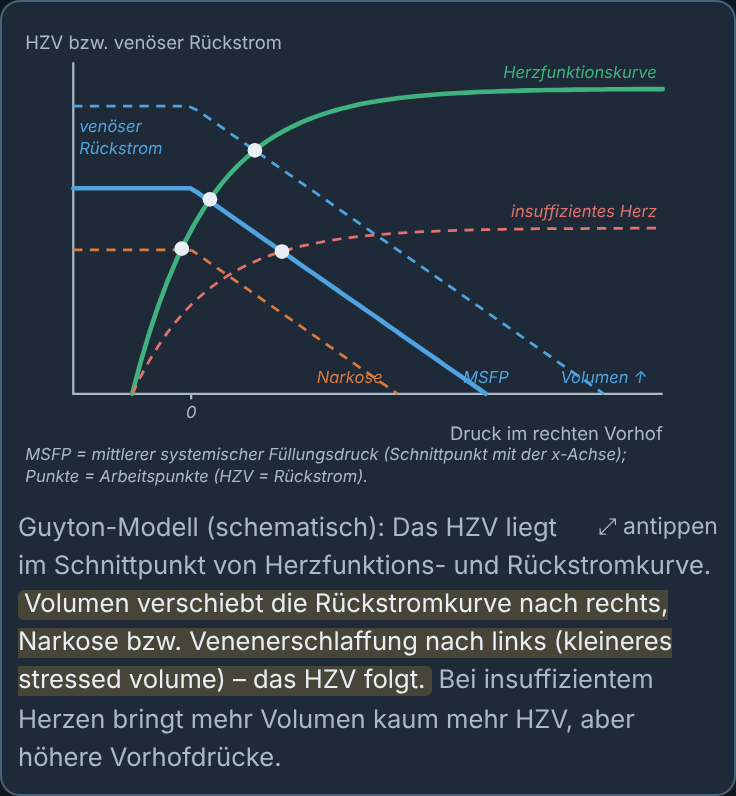 HZV bzw. venöser Rückstrom
Herzfunktionskurve
venöser
Rückstrom
insuffizientes Herz
Narkose
MSFP
Volumen ↑
0
Druck im rechten Vorhof
MSFP = mittlerer systemischer Füllungsdruck (Schnittpunkt mit der x-Achse);
Punkte = Arbeitspunkte (HZV = Rückstrom).
Guyton-Modell (schematisch): Das HZV liegt
⤢ antippen
im Schnittpunkt von Herzfunktions- und Rückstromkurve.
Volumen verschiebt die Rückstromkurve nach rechts,
Narkose bzw. Venenerschlaffung nach links (kleineres
stressed volume) – das HZV folgt. Bei insuffizientem
Herzen bringt mehr Volumen kaum mehr HZV, aber
höhere Vorhofdrücke.